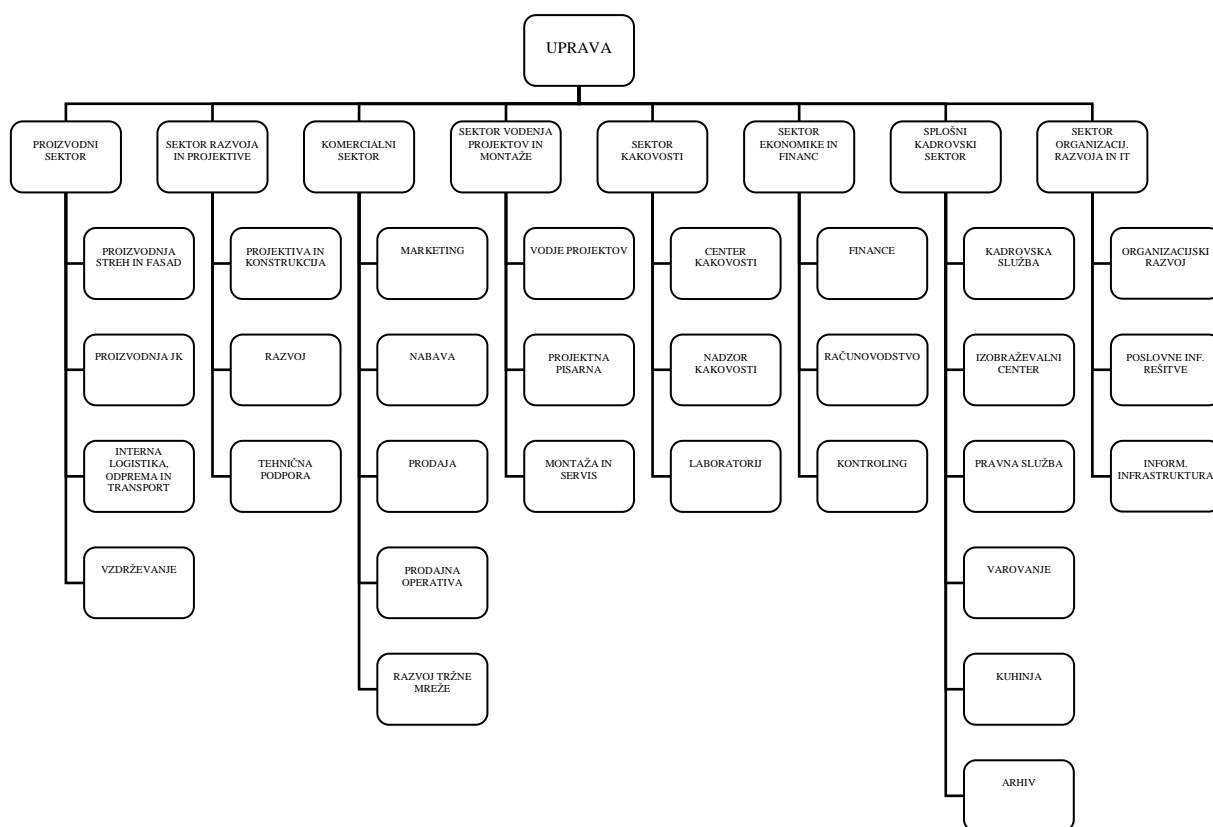 UPRAVA
PROIZVODNI
SEKTOR
SEKTOR RAZVOJA
IN PROJEKTIVE
KOMERCIALNI
SEKTOR
SEKTOR VODENJA
PROJEKTOV IN
MONTAŽE
SEKTOR
KAKOVOSTI
SEKTOR
EKONOMIKE IN
FINANC
SPLOŠNI
KADROVSKI
SEKTOR
SEKTOR
ORGANIZACIJ.
RAZVOJA IN IT
PROIZVODNJA
STREH IN FASAD
PROJEKTIVA IN
KONSTRUKCIJA
MARKETING
VODJE PROJEKTOV
CENTER
KAKOVOSTI
FINANCE
KADROVSKA
SLUŽBA
ORGANIZACIJSKI
RAZVOJ
PROIZVODNJA JK
RAZVOJ
NABAVA
PROJEKTNA
PISARNA
NADZOR
KAKOVOSTI
RAČUNOVODSTVO
IZOBRAŽEVALNI
CENTER
POSLOVNE INF.
REŠITVE
INTERNA
LOGISTIKA,
ODPREMA IN
TRANSPORT
TEHNIČNA
PODPORA
PRODAJA
MONTAŽA IN
SERVIS
LABORATORIJ
KONTROLING
PRAVNA SLUŽBA
INFORM.
INFRASTRUKTURA
VZDRŽEVANJE
PRODAJNA
OPERATIVA
VAROVANJE
RAZVOJ TRŽNE
MREŽE
KUHINJA
ARHIV